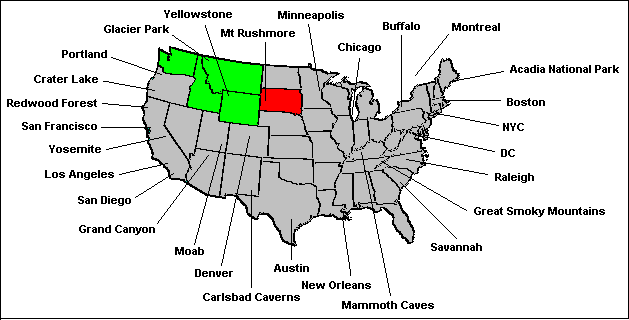 Yellowstone
Minneapolis
Glacier Park
Buffalo
Montreal
Mt Rushmore
Chicago
Portland
Acadia National Park
Crater Lake
Redwood Forest
Boston
San Francisco
NYC
Yosemite
DC
Los Angeles
Raleigh
San Diego
Great Smoky Mountains
Grand Canyon
Savannah
Moab
Denver
Austin
New Orleans
Carlsbad Caverns
Mammoth Caves